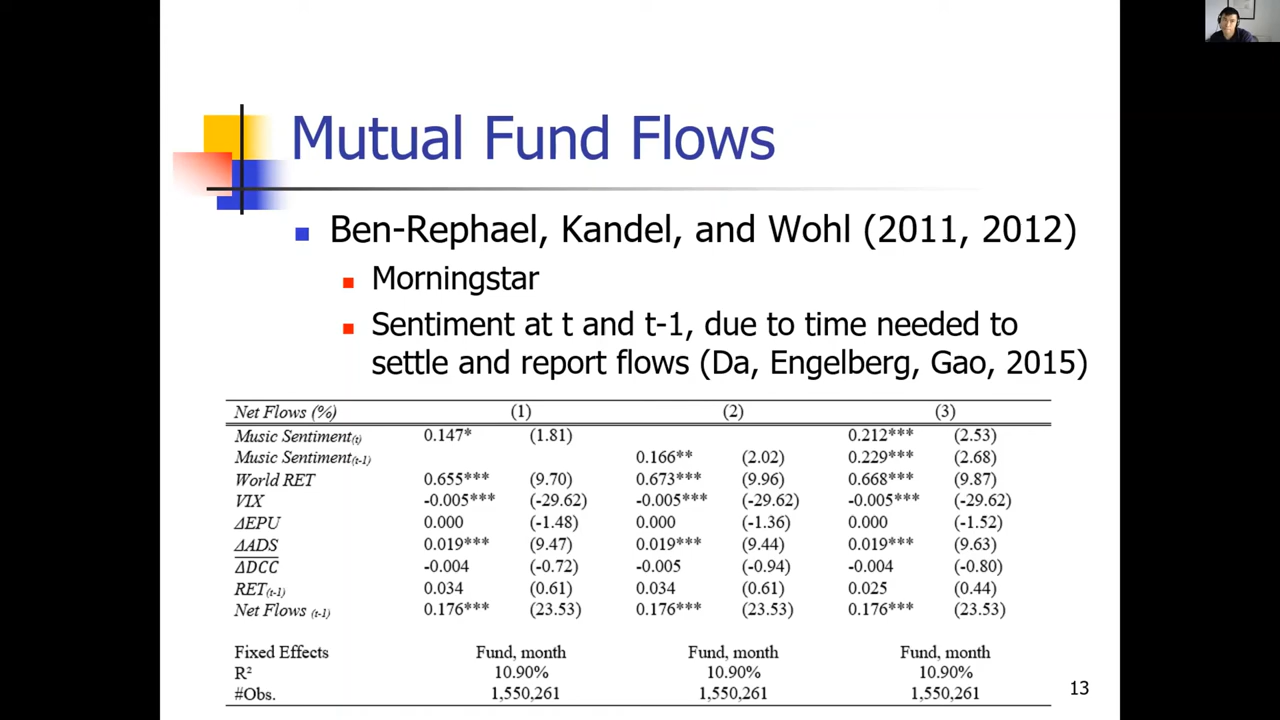 Mutual Fund Flows
Ben-Rephael, Kandel, and Wohl (2011, 2012)
Morningstar
Sentiment at t and t-1, due to time needed to
settle and report flows (Da, Engelberg, Gao, 2015)
Net Flows (%) (1) (2) (3)
Music Sentiment(t) 0.147* (1.81) 0.212*** (2.53)
Music Sentiment(t-1) 0.166** (2.02) 0.229*** (2.68)
World RET 0.655*** (9.70) 0.673*** (9.96) 0.668*** (9.87)
VIX -0.005*** (-29.62) -0.005*** (-29.62) -0.005*** (-29.62)
ΔEPU 0.000 (-1.48) 0.000 (-1.36) 0.000 (-1.52)
ΔADS 0.019*** (9.47) 0.019*** (9.44) 0.019*** (9.63)
ΔDCC -0.004 (-0.72) -0.005 (-0.94) -0.004 (-0.80)
RET(t-1) 0.034 (0.61) 0.034 (0.61) 0.025 (0.44)
Net Flows (t-1) 0.176*** (23.53) 0.176*** (23.53) 0.176*** (23.53)
Fixed Effects Fund, month Fund, month Fund, month
R² 10.90% 10.90% 10.90%
#Obs. 1,550,261 1,550,261 1,550,261
13